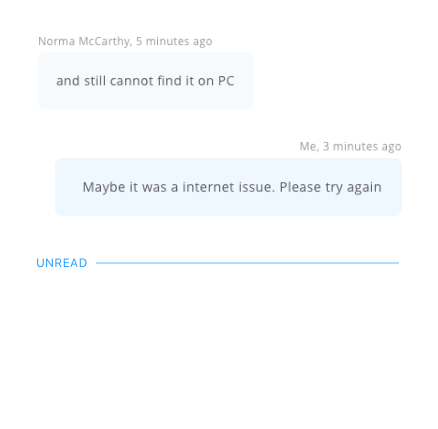 Norma McCarthy, 5 minutes ago
and still cannot find it on PC
Me, 3 minutes ago
Maybe it was a internet issue. Please try again
UNREAD